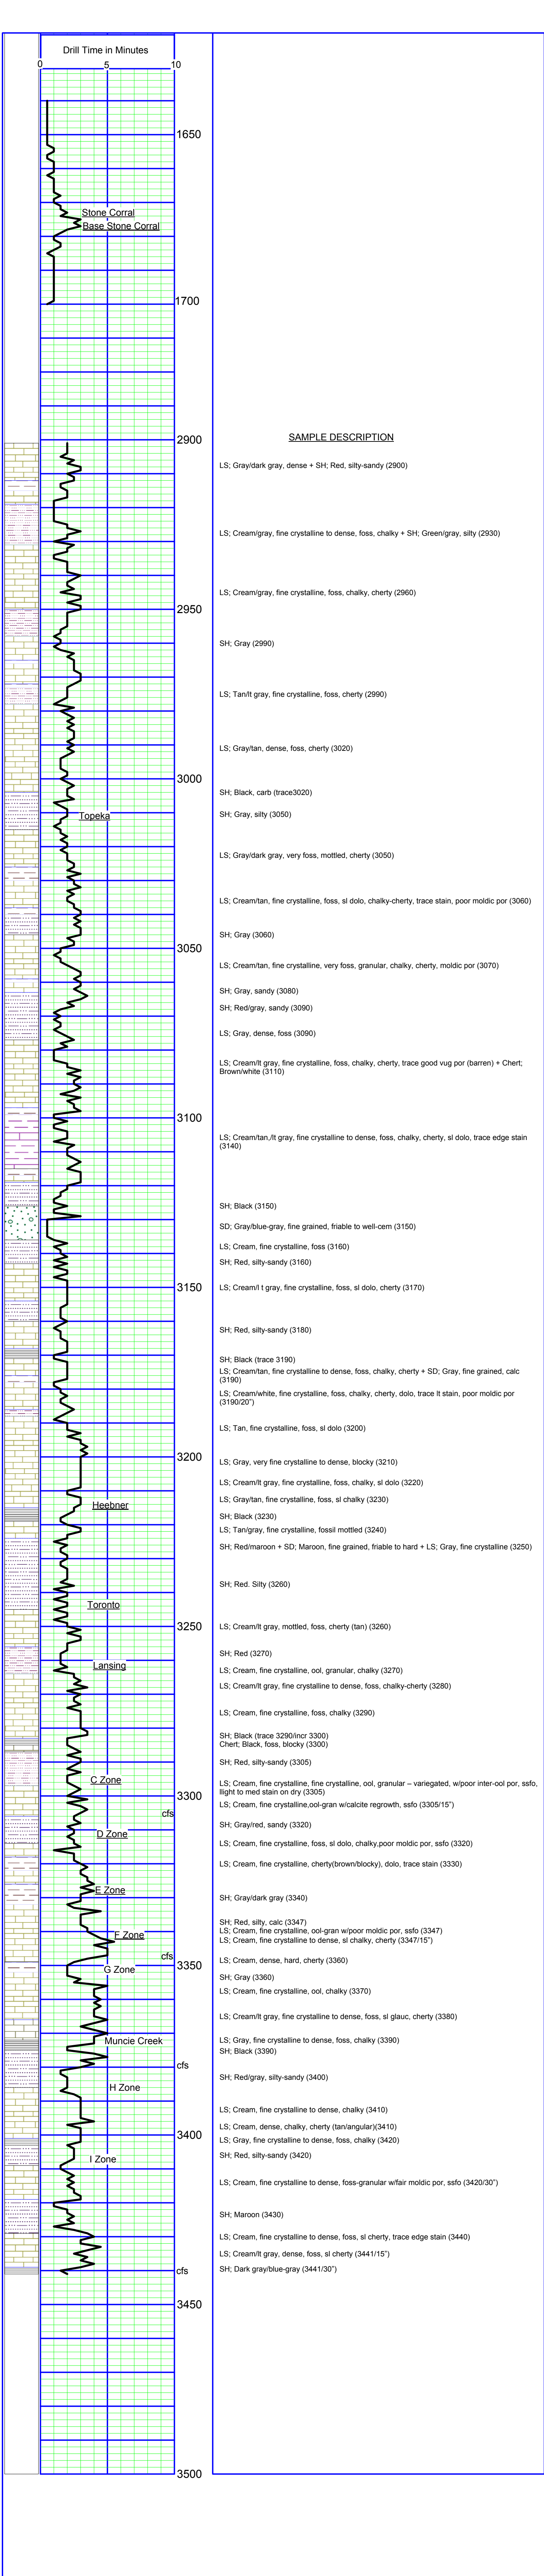 Drill Time in Minutes
0 5 10
1650
Stone Corral
Base Stone Corral
1700
2900
SAMPLE DESCRIPTION
LS; Gray/dark gray, dense + SH; Red, silty-sandy (2900)
LS; Cream/gray, fine crystalline to dense, foss, chalky + SH; Green/gray, silty (2930)
LS; Cream/gray, fine crystalline, foss, chalky, cherty (2960)
2950
SH; Gray (2990)
LS; Tan/lt gray, fine crystalline, foss, cherty (2990)
LS; Gray/tan, dense, foss, cherty (3020)
3000
SH; Black, carb (trace3020)
Topeka
SH; Gray, silty (3050)
LS; Gray/dark gray, very foss, mottled, cherty (3050)
LS; Cream/tan, fine crystalline, foss, sl dolo, chalky-cherty, trace stain, poor moldic por (3060)
SH; Gray (3060)
3050
LS; Cream/tan, fine crystalline, very foss, granular, chalky, cherty, moldic por (3070)
SH; Gray, sandy (3080)
SH; Red/gray, sandy (3090)
LS; Gray, dense, foss (3090)
LS; Cream/lt gray, fine crystalline, foss, chalky, cherty, trace good vug por (barren) + Chert;
Brown/white (3110)
3100
LS; Cream/tan,/lt gray, fine crystalline to dense, foss, chalky, cherty, sl dolo, trace edge stain
(3140)
SH; Black (3150)
SD; Gray/blue-gray, fine grained, friable to well-cem (3150)
LS; Cream, fine crystalline, foss (3160)
SH; Red, silty-sandy (3160)
3150
LS; Cream/l t gray, fine crystalline, foss, sl dolo, cherty (3170)
SH; Red, silty-sandy (3180)
SH; Black (trace 3190)
LS; Cream/tan, fine crystalline to dense, foss, chalky, cherty + SD; Gray, fine grained, calc
(3190)
LS; Cream/white, fine crystalline, foss, chalky, cherty, dolo, trace lt stain, poor moldic por
(3190/20")
LS; Tan, fine crystalline, foss, sl dolo (3200)
3200
LS; Gray, very fine crystalline to dense, blocky (3210)
LS; Cream/lt gray, fine crystalline, foss, chalky, sl dolo (3220)
LS; Gray/tan, fine crystalline, foss, sl chalky (3230)
Heebner
SH; Black (3230)
LS; Tan/gray, fine crystalline, fossil mottled (3240)
SH; Red/maroon + SD; Maroon, fine grained, friable to hard + LS; Gray, fine crystalline (3250)
SH; Red. Silty (3260)
Toronto
3250
LS; Cream/lt gray, mottled, foss, cherty (tan) (3260)
SH; Red (3270)
Lansing
LS; Cream, fine crystalline, ool, granular, chalky (3270)
LS; Cream/lt gray, fine crystalline to dense, foss, chalky-cherty (3280)
LS; Cream, fine crystalline, foss, chalky (3290)
SH; Black (trace 3290/incr 3300)
Chert; Black, foss, blocky (3300)
SH; Red, silty-sandy (3305)
C Zone
LS; Cream, fine crystalline, fine crystalline, ool, granular – variegated, w/poor inter-ool por, ssfo,
llight to med stain on dry (3305)
3300
LS; Cream, fine crystalline,ool-gran w/calcite regrowth, ssfo (3305/15")
cfs
SH; Gray/red, sandy (3320)
D Zone
LS; Cream, fine crystalline, foss, sl dolo, chalky,poor moldic por, ssfo (3320)
LS; Cream, fine crystalline, cherty(brown/blocky), dolo, trace stain (3330)
E Zone
SH; Gray/dark gray (3340)
SH; Red, silty, calc (3347)
LS; Cream, fine crystalline, ool-gran w/poor moldic por, ssfo (3347)
F Zone
LS; Cream, fine crystalline to dense, sl chalky, cherty (3347/15")
cfs
LS; Cream, dense, hard, cherty (3360)
3350
G Zone
SH; Gray (3360)
LS; Cream, fine crystalline, ool, chalky (3370)
LS; Cream/lt gray, fine crystalline to dense, foss, sl glauc, cherty (3380)
Muncie Creek
LS; Gray, fine crystalline to dense, foss, chalky (3390)
SH; Black (3390)
cfs
SH; Red/gray, silty-sandy (3400)
H Zone
LS; Cream, fine crystalline to dense, chalky (3410)
LS; Cream, dense, chalky, cherty (tan/angular)(3410)
3400
LS; Gray, fine crystalline to dense, foss, chalky (3420)
SH; Red, silty-sandy (3420)
I Zone
LS; Cream, fine crystalline to dense, foss-granular w/fair moldic por, ssfo (3420/30")
SH; Maroon (3430)
LS; Cream, fine crystalline to dense, foss, sl cherty, trace edge stain (3440)
LS; Cream/lt gray, dense, foss, sl cherty (3441/15")
cfs
SH; Dark gray/blue-gray (3441/30")
3450
3500